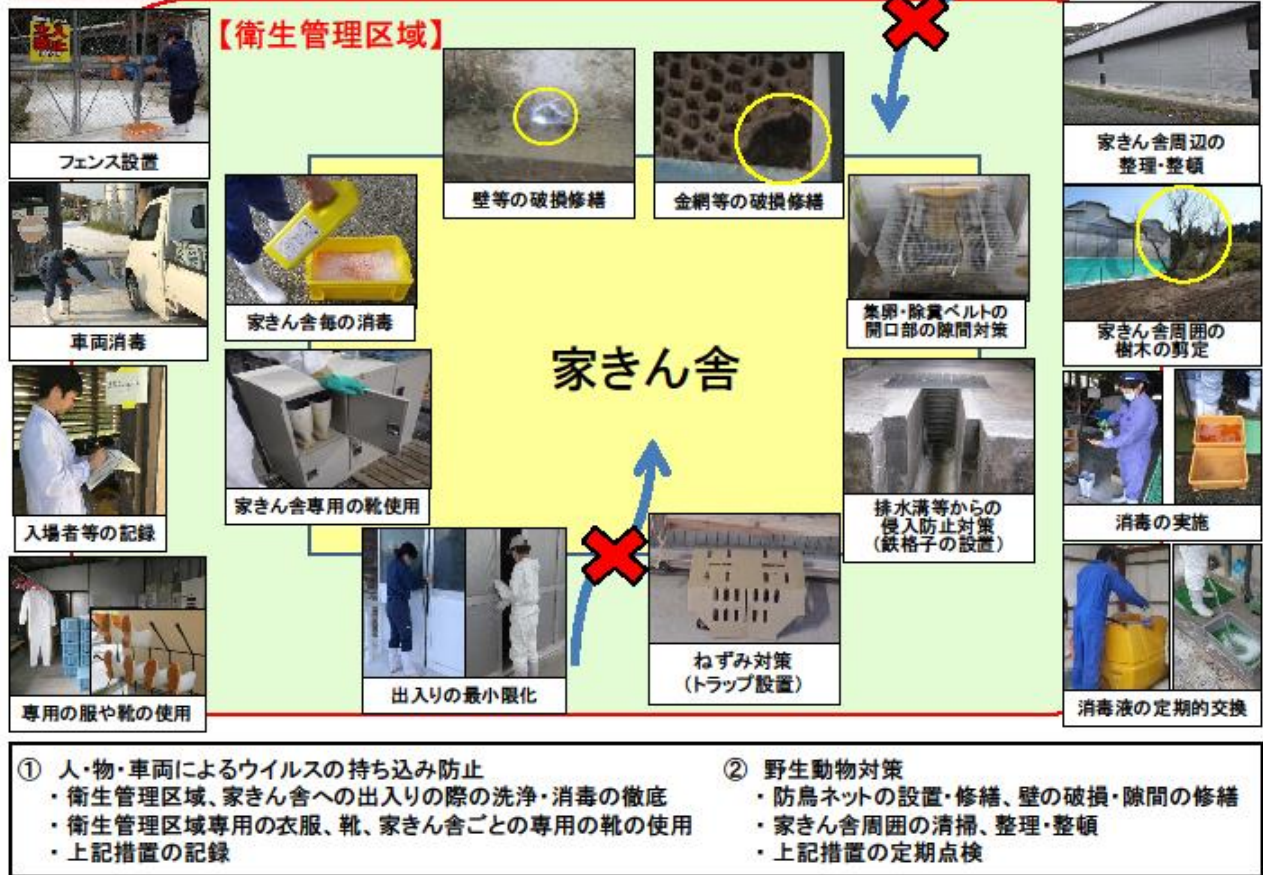 【衛生管理区域】
フェンス設置
壁等の破損修繕
金網等の破損修繕
家きん舎周辺の
整理・整頓
車両消毒
家きん舎毎の消毒
集卵・除糞ベルトの
開口部の隙間対策
家きん舎周囲の
樹木の剪定
家きん舎
入場者等の記録
家きん舎専用の靴使用
排水溝等からの
侵入防止対策
（鉄格子の設置）
消毒の実施
専用の服や靴の使用
出入りの最小限化
ねずみ対策
（トラップ設置）
消毒液の定期的交換
① 人・物・車両によるウイルスの持ち込み防止
・衛生管理区域、家きん舎への出入りの際の洗浄・消毒の徹底
・衛生管理区域専用の衣服、靴、家きん舎ごとの専用の靴の使用
・上記措置の記録
② 野生動物対策
・防鳥ネットの設置・修繕、壁の破損・隙間の修繕
・家きん舎周囲の清掃、整理・整頓
・上記措置の定期点検